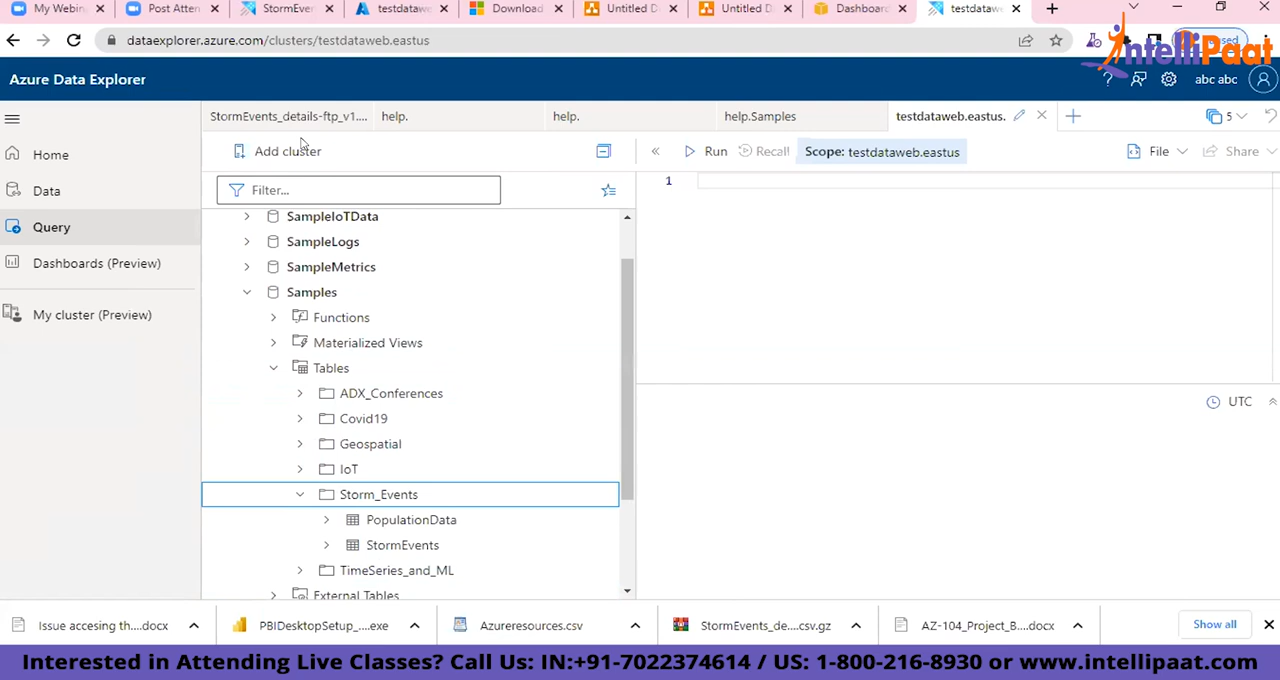 My Webin
Post Atten
StormEven
testdatawe
Download
Untitled D
Untitled D
Dashboard
testdataw
dataexplorer.azure.com/clusters/testdataweb.eastus
IntelliPaat
Azure Data Explorer
abc abc
StormEvents_details-ftp_v1....
help.
help.
help.Samples
testdataweb.eastus.
5
Add cluster
Run
Recall
Scope: testdataweb.eastus
File
Share
Home
Data
Query
Dashboards (Preview)
My cluster (Preview)
Filter...
1
SampleIoTData
SampleLogs
SampleMetrics
Samples
Functions
Materialized Views
Tables
ADX_Conferences
Covid19
Geospatial
IoT
Storm_Events
PopulationData
StormEvents
TimeSeries_and_ML
External Tables
UTC
Issue accesing th....docx
PBIDesktopSetup_....exe
Azureresources.csv
StormEvents_de....csv.gz
AZ-104_Project_B....docx
Show all
Interested in Attending Live Classes? Call Us: IN:+91-7022374614 / US: 1-800-216-8930 or www.intellipaat.com